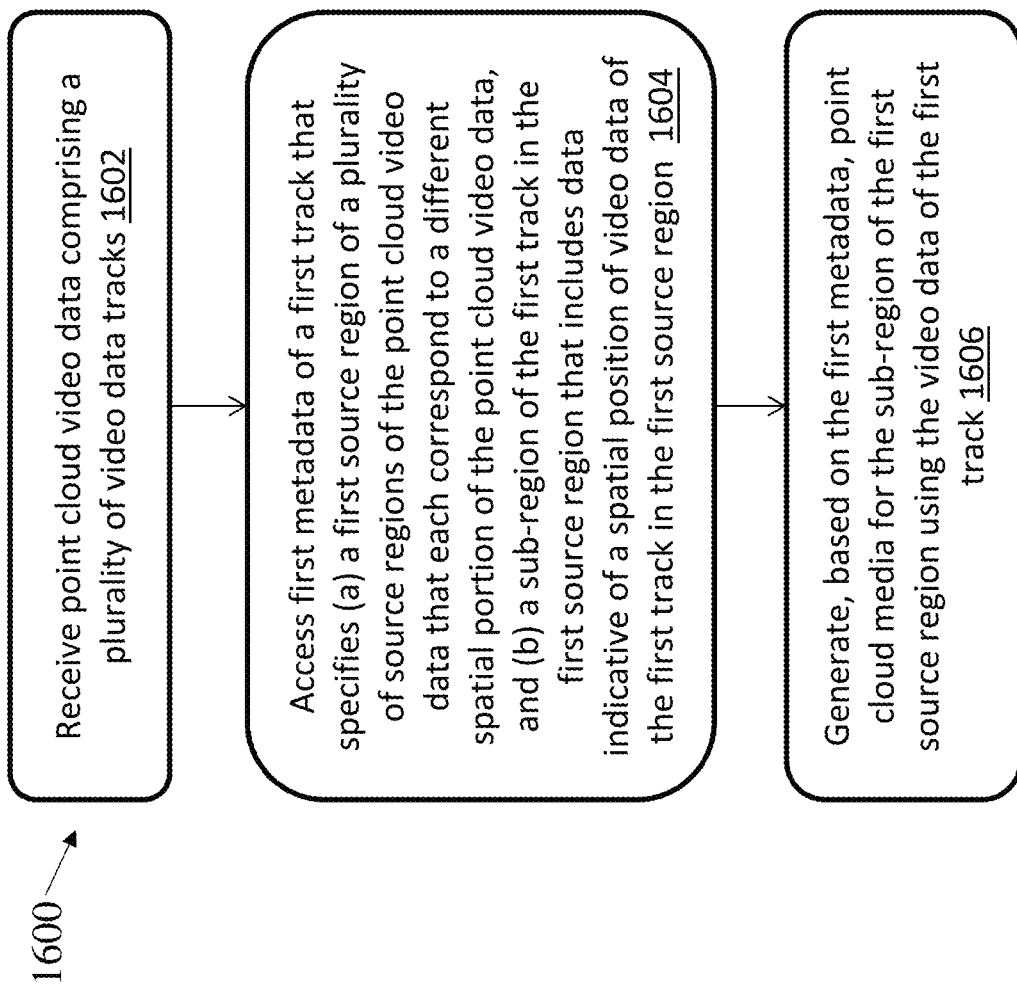 1600
Receive point cloud video data comprising a
plurality of video data tracks 1602
Access first metadata of a first track that
specifies (a) a first source region of a plurality
of source regions of the point cloud video
data that each correspond to a different
spatial portion of the point cloud video data,
and (b) a sub-region of the first track in the
first source region that includes data
indicative of a spatial position of video data of
the first track in the first source region 1604
Generate, based on the first metadata, point
cloud media for the sub-region of the first
source region using the video data of the first
track 1606